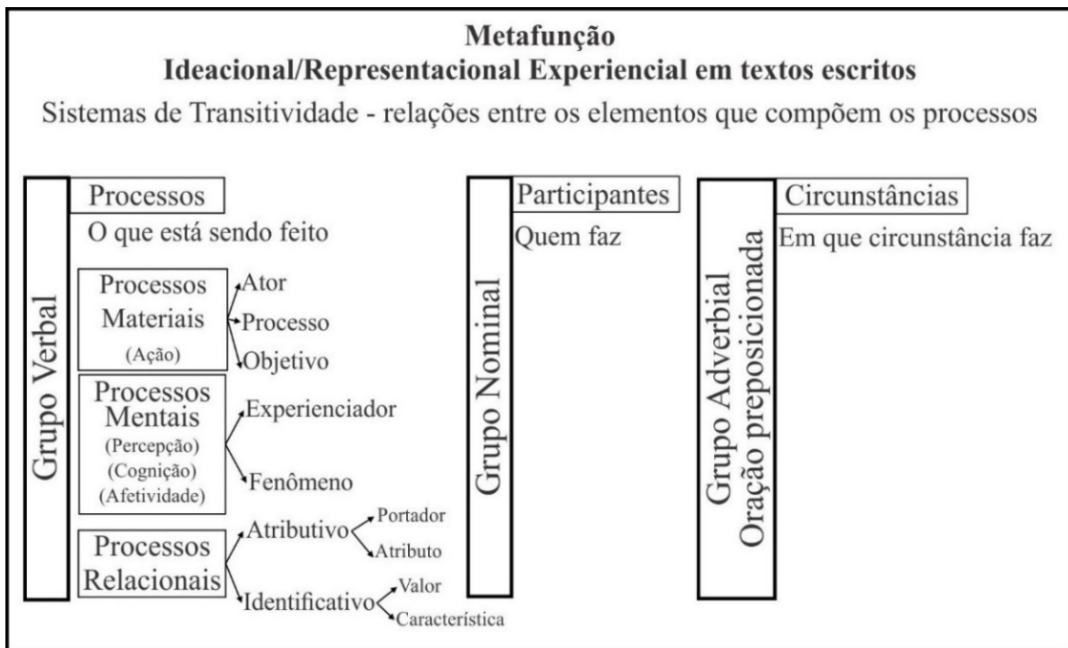 Metafunção
Ideacional/Representacional Experiencial em textos escritos
Sistemas de Transitividade - relações entre os elementos que compõem os processos
Grupo Verbal
Processos
O que está sendo feito
Processos
Materiais
(Ação)
Ator
Processo
Objetivo
Processos
Mentais
(Percepção)
(Cognição)
(Afetividade)
Experienciador
Fenômeno
Processos
Relacionais
Atributivo
Portador
Atributo
Identificativo
Valor
Característica
Grupo Nominal
Participantes
Quem faz
Grupo Adverbial
Oração preposicionada
Circunstâncias
Em que circunstância faz